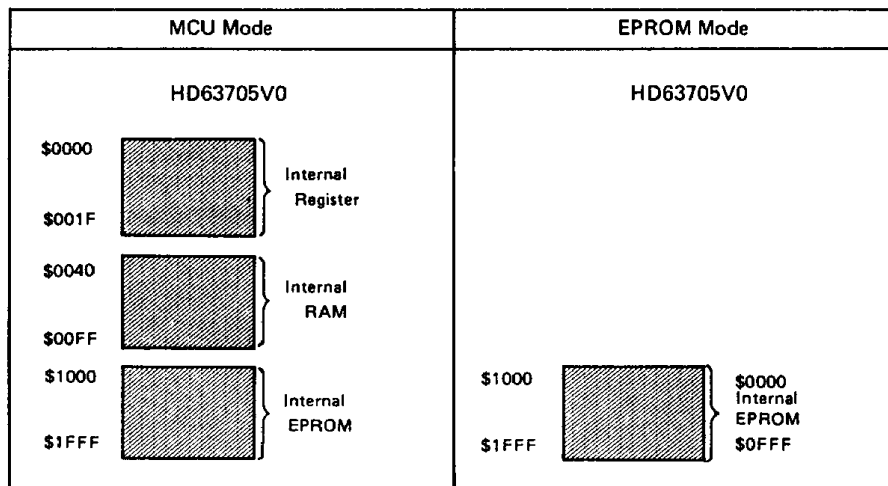 MCU Mode
EPROM Mode
HD63705V0
$0000
Internal
Register
$001F
$0040
Internal
RAM
$00FF
$1000
Internal
EPROM
$1FFF
HD63705V0
$1000
$0000
Internal
EPROM
$1FFF
$0FFF